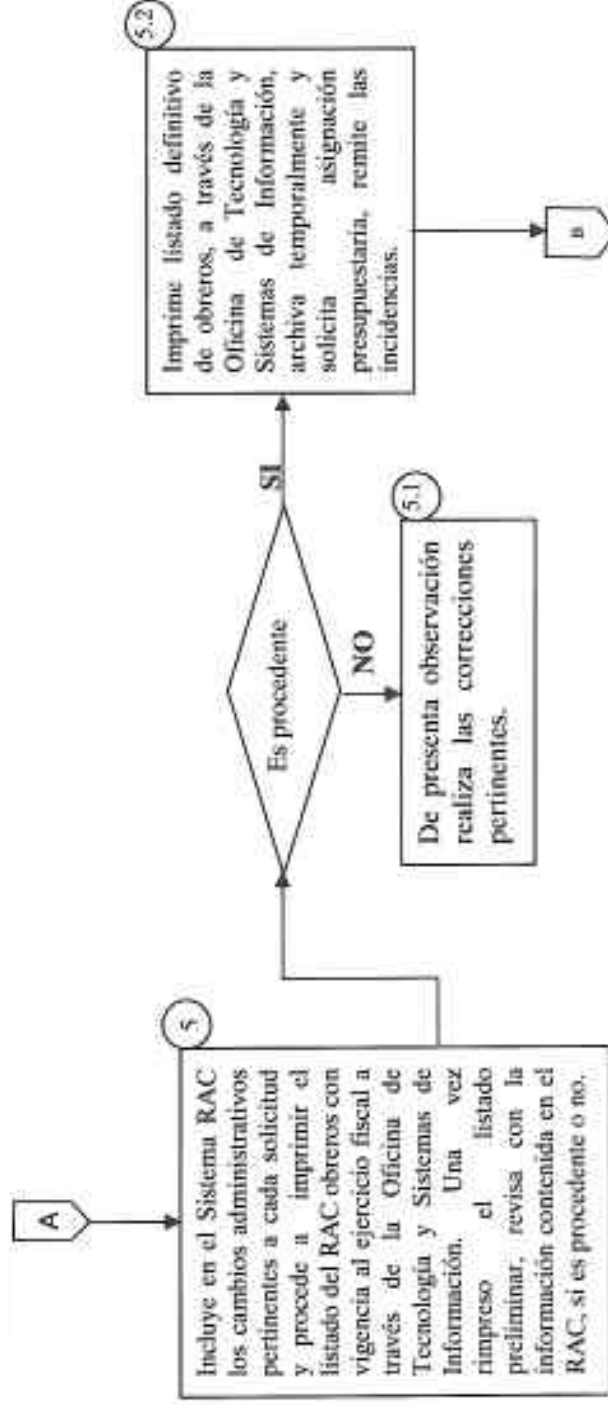 A
5
Incluye en el Sistema RAC
los cambios administrativos
pertinentes a cada solicitud
y procede a imprimir el
listado del RAC obreros con
vigencia al ejercicio fiscal a
través de la Oficina de
Tecnología y Sistemas de
Información. Una vez
rimpreso el listado
preliminar, revisa con la
información contenida en el
RAC, si es procedente o no.
Es procedente
NO
5.1
De presenta observación
realiza las correcciones
pertinentes.
SI
5.2
Imprime listado definitivo
de obreros, a través de la
Oficina de Tecnología y
Sistemas de Información,
archiva temporalmente y
solicita asignación
presupuestaria, remite las
incidencias.
B